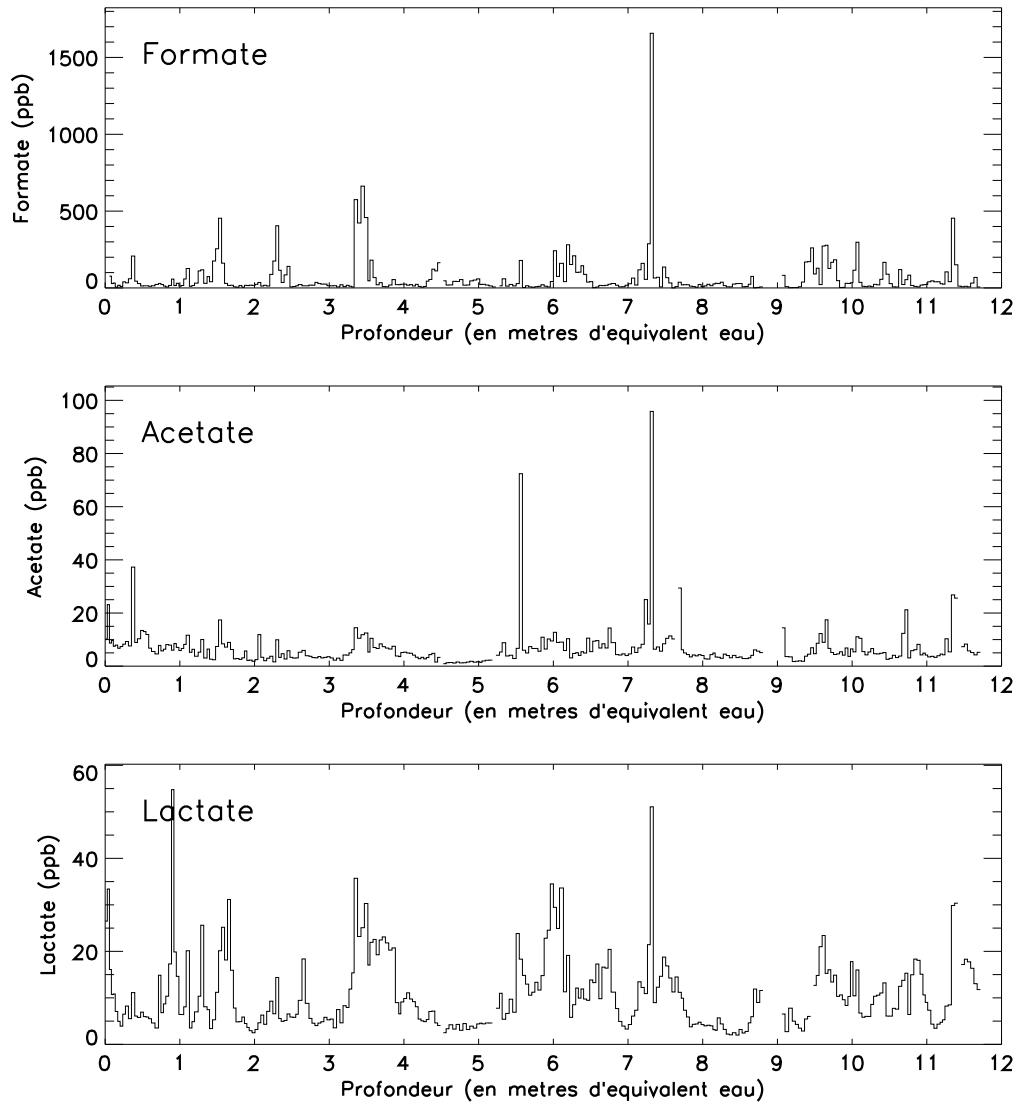 Formate
Formate (ppb)
1500
1000
500
0
0 1 2 3 4 5 6 7 8 9 10 11 12
Profondeur (en metres d'equivalent eau)
Acetate
Acetate (ppb)
100
80
60
40
20
0
0 1 2 3 4 5 6 7 8 9 10 11 12
Profondeur (en metres d'equivalent eau)
Lactate
Lactate (ppb)
60
40
20
0
0 1 2 3 4 5 6 7 8 9 10 11 12
Profondeur (en metres d'equivalent eau)